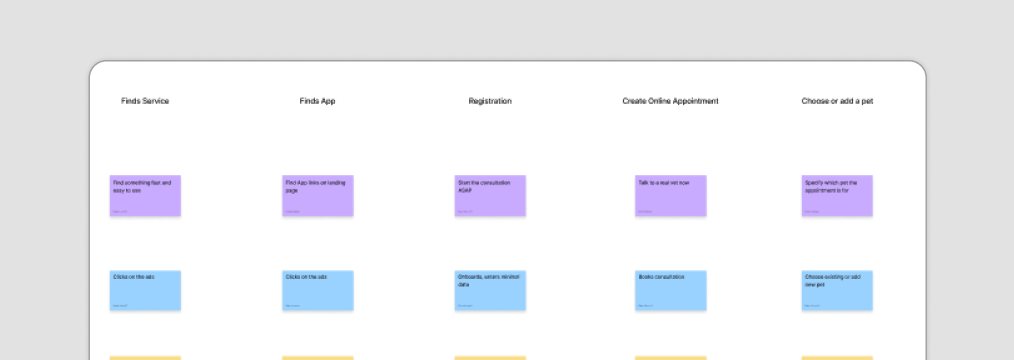 Finds Service
Finds App
Registration
Create Online Appointment
Choose or add a pet
Find something fast and
easy to use
Find App links on landing
page
Start the consultation
ASAP
Talk to a real vet now
Specify which pet the
appointment is for
Clicks on the ads
Clicks on the ads
Onboards, enters minimal
data
Books consultation
Choose existing or add
new pet